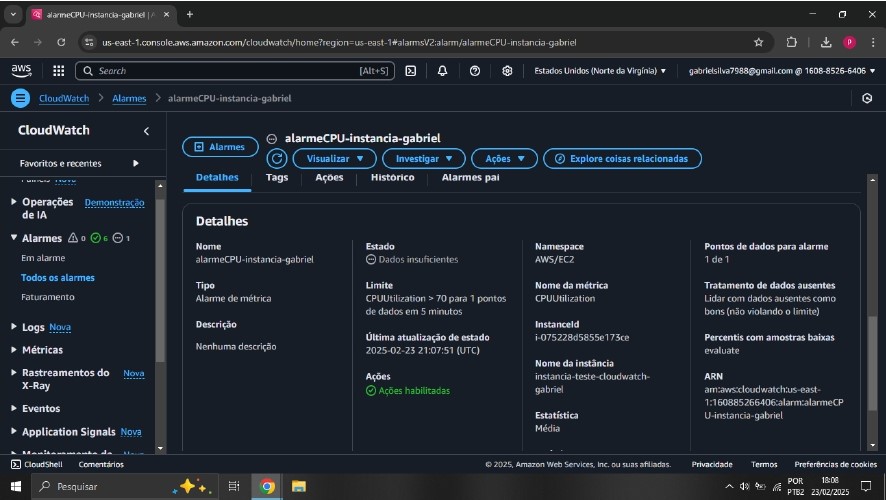 alarmeCPU-instancia-gabriel | A
us-east-1.console.aws.amazon.com/cloudwatch/home?region=us-east-1#alarmsV2:alarm/alarmeCPU-instancia-gabriel
aws
Search
[Alt+S]
Estados Unidos (Norte da Virgínia)
gabrielsilva7988@gmail.com @ 1608-8526-6406
CloudWatch
Alarmes
alarmeCPU-instancia-gabriel
CloudWatch
Favoritos e recentes
Painéis Nova
Operações de IA
Demonstração
Alarmes 0 6 1
Em alarme
Todos os alarmes
Faturamento
Logs Nova
Métricas
Rastreamentos do X-Ray
Nova
Eventos
Application Signals Nova
Alarmes
alarmeCPU-instancia-gabriel
Visualizar
Investigar
Ações
Explore coisas relacionadas
Detalhes
Tags
Ações
Histórico
Alarmes pai
Detalhes
Nome
alarmeCPU-instancia-gabriel
Tipo
Alarme de métrica
Descrição
Nenhuma descrição
Estado
Dados insuficientes
Limite
CPUUtilization > 70 para 1 pontos
de dados em 5 minutos
Última atualização de estado
2025-02-23 21:07:51 (UTC)
Ações
Ações habilitadas
Namespace
AWS/EC2
Nome da métrica
CPUUtilization
InstanceId
i-075228d5855e173ce
Nome da instância
instancia-teste-cloudwatch-
gabriel
Estatística
Média
Pontos de dados para alarme
1 de 1
Tratamento de dados ausentes
Lidar com dados ausentes como
bons (não violando o limite)
Percentis com amostras baixas
evaluate
ARN
arn:aws:cloudwatch:us-east-
1:160885266406:alarm:alarmeCP
U-instancia-gabriel
CloudShell
Comentários
© 2025, Amazon Web Services, Inc. ou suas afiliadas.
Privacidade
Termos
Preferências de cookies
Pesquisar
POR
PTB2
18:08
23/02/2025